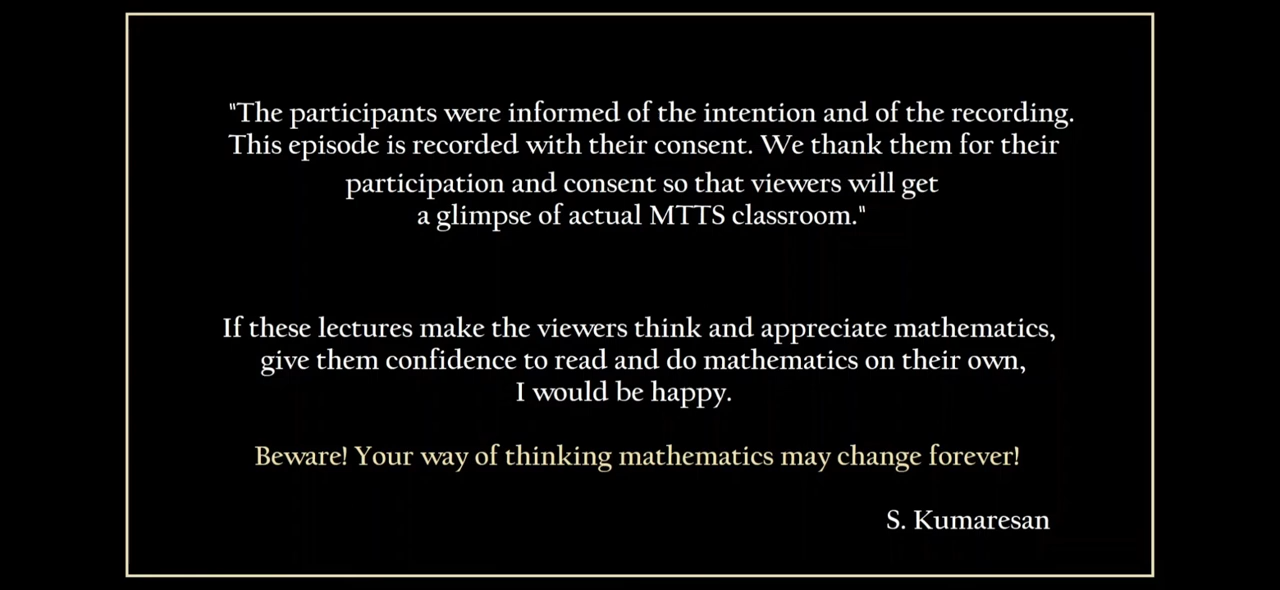 "The participants were informed of the intention and of the recording.
This episode is recorded with their consent. We thank them for their
participation and consent so that viewers will get
a glimpse of actual MTTS classroom."
If these lectures make the viewers think and appreciate mathematics,
give them confidence to read and do mathematics on their own,
I would be happy.
Beware! Your way of thinking mathematics may change forever!
S. Kumaresan